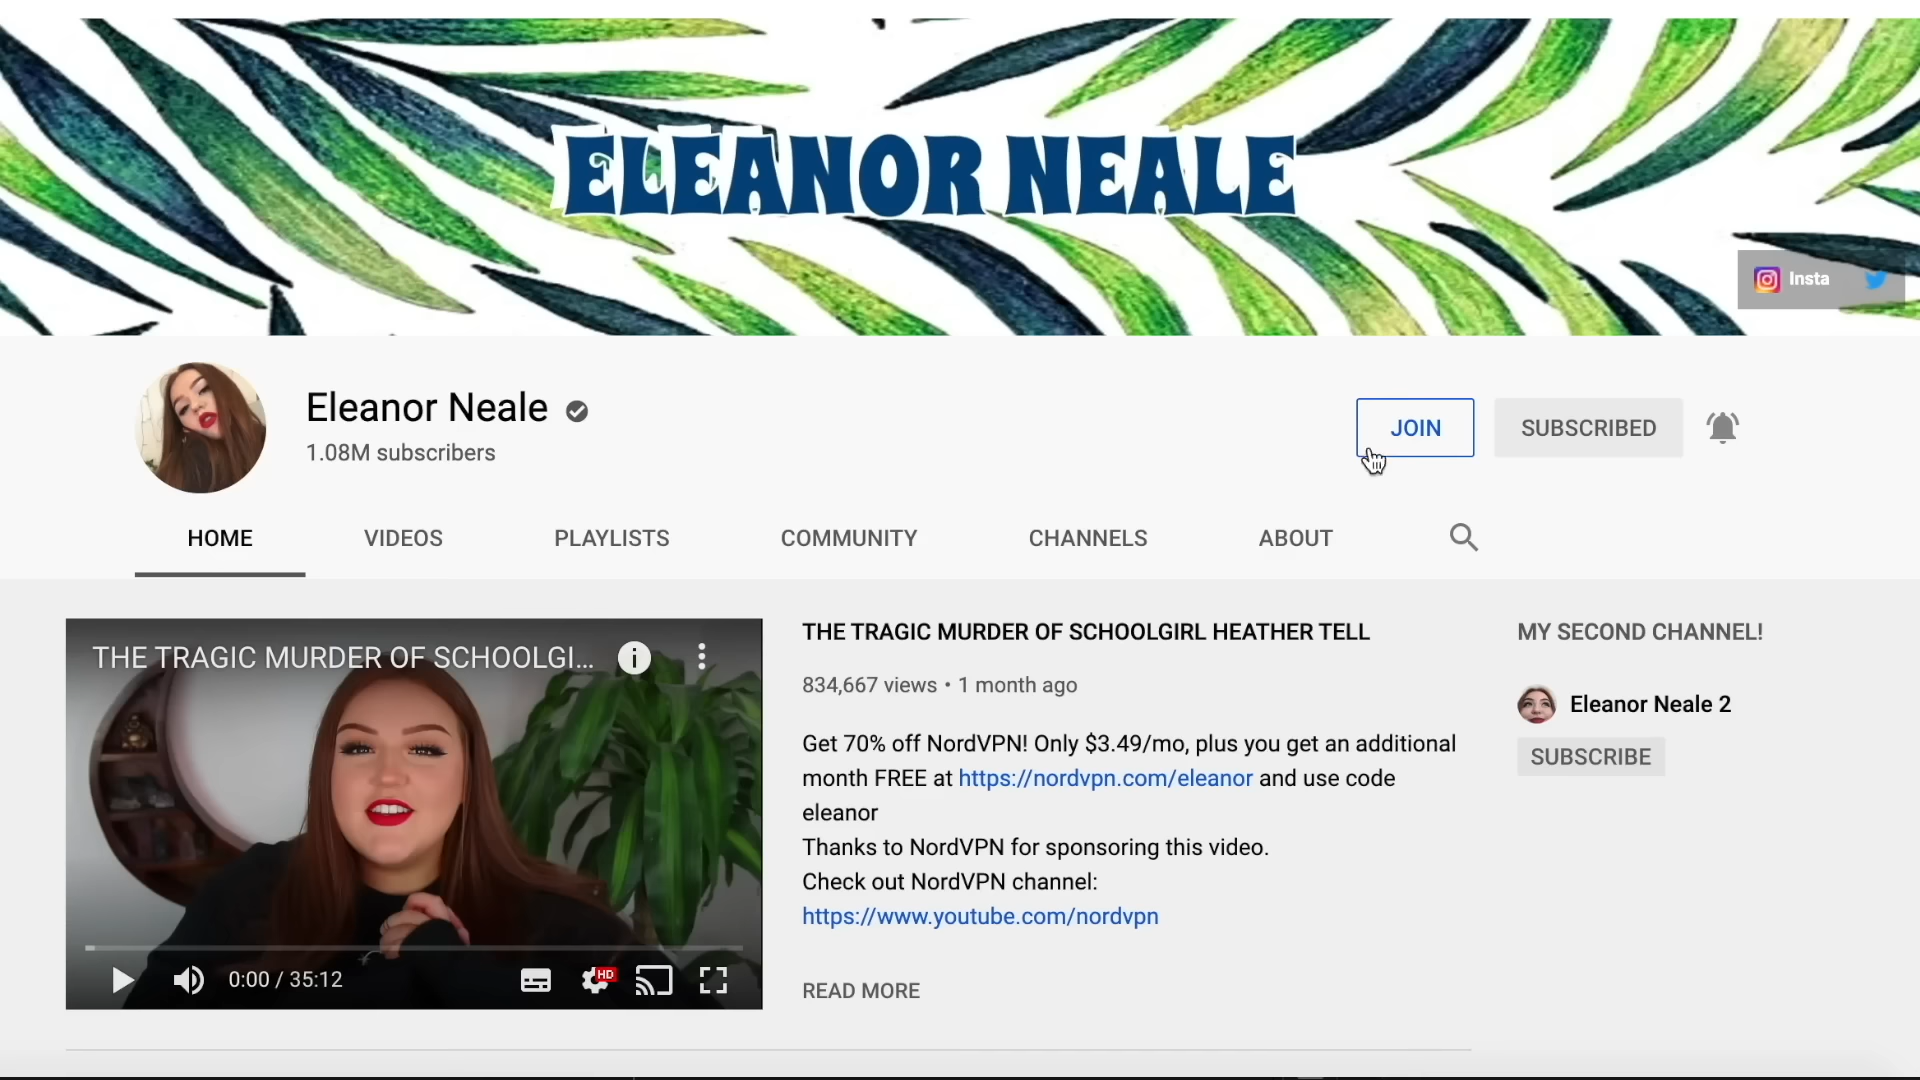 ELEANOR NEALE
Insta
Eleanor Neale
1.08M subscribers
JOIN
SUBSCRIBED
HOME
VIDEOS
PLAYLISTS
COMMUNITY
CHANNELS
ABOUT
THE TRAGIC MURDER OF SCHOOLGI...
HD
0:00 / 35:12
THE TRAGIC MURDER OF SCHOOLGIRL HEATHER TELL
834,667 views • 1 month ago
Get 70% off NordVPN! Only $3.49/mo, plus you get an additional
month FREE at https://nordvpn.com/eleanor and use code
eleanor
Thanks to NordVPN for sponsoring this video.
Check out NordVPN channel:
https://www.youtube.com/nordvpn
READ MORE
MY SECOND CHANNEL!
Eleanor Neale 2
SUBSCRIBE